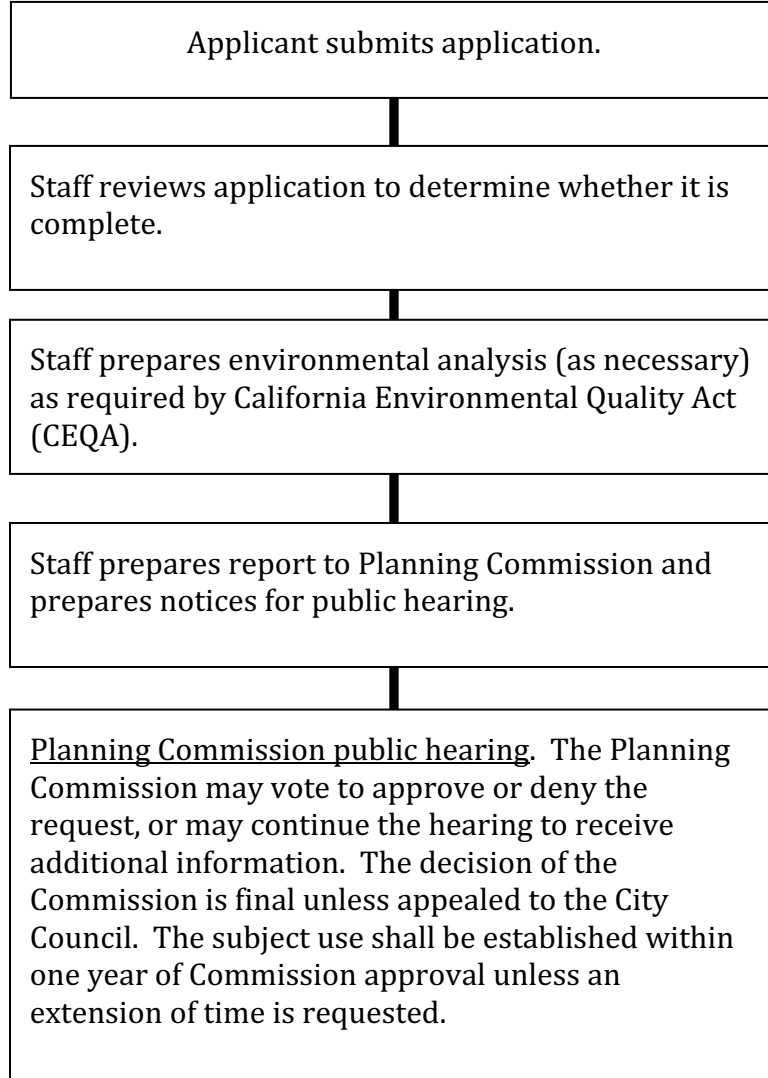 Applicant submits application.
Staff reviews application to determine whether it is
complete.
Staff prepares environmental analysis (as necessary)
as required by California Environmental Quality Act
(CEQA).
Staff prepares report to Planning Commission and
prepares notices for public hearing.
Planning Commission public hearing.  The Planning
Commission may vote to approve or deny the
request, or may continue the hearing to receive
additional information.  The decision of the
Commission is final unless appealed to the City
Council.  The subject use shall be established within
one year of Commission approval unless an
extension of time is requested.